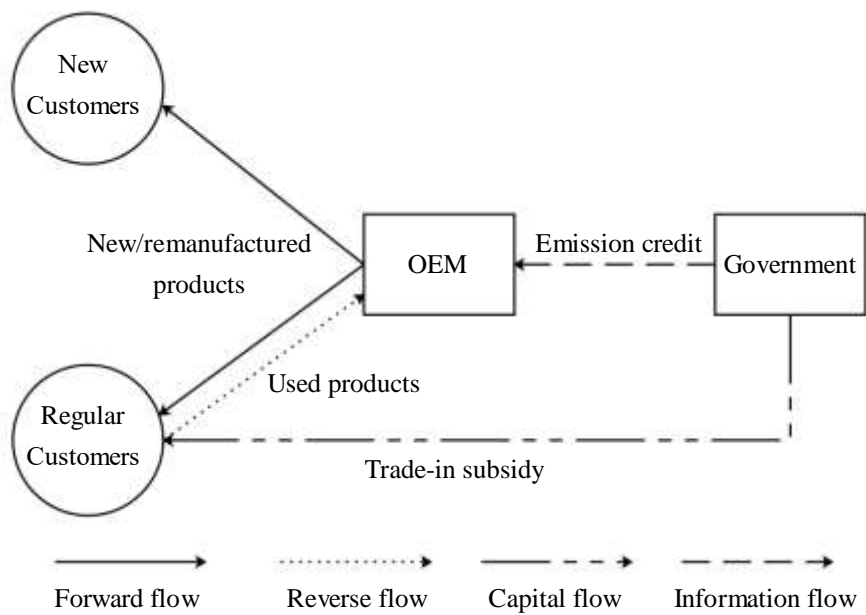 New
Customers
New/remanufactured
products
OEM
Emission credit
Government
Used products
Regular
Customers
Trade-in subsidy
Forward flow
Reverse flow
Capital flow
Information flow